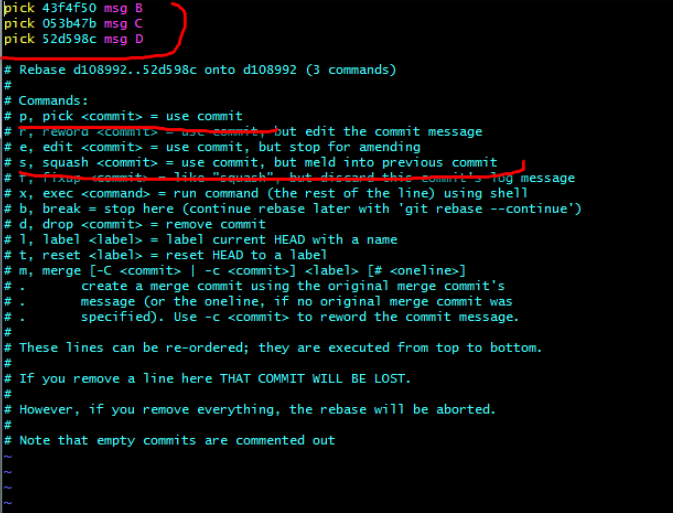 pick 43f4f50 msg B
pick 053b47b msg C
pick 52d598c msg D
# Rebase d108992..52d598c onto d108992 (3 commands)
#
# Commands:
# p, pick <commit> = use commit
# r, reword <commit> = use commit, but edit the commit message
# e, edit <commit> = use commit, but stop for amending
# s, squash <commit> = use commit, but meld into previous commit
# f, fixup <commit> = like "squash", but discard this commit's log message
# x, exec <command> = run command (the rest of the line) using shell
# b, break = stop here (continue rebase later with 'git rebase --continue')
# d, drop <commit> = remove commit
# l, label <label> = label current HEAD with a name
# t, reset <label> = reset HEAD to a label
# m, merge [-C <commit> | -c <commit>] <label> [# <oneline>]
# .       create a merge commit using the original merge commit's
# .       message (or the oneline, if no original merge commit was
# .       specified). Use -c <commit> to reword the commit message.
#
# These lines can be re-ordered; they are executed from top to bottom.
#
# If you remove a line here THAT COMMIT WILL BE LOST.
#
# However, if you remove everything, the rebase will be aborted.
#
# Note that empty commits are commented out
~
~
~
~